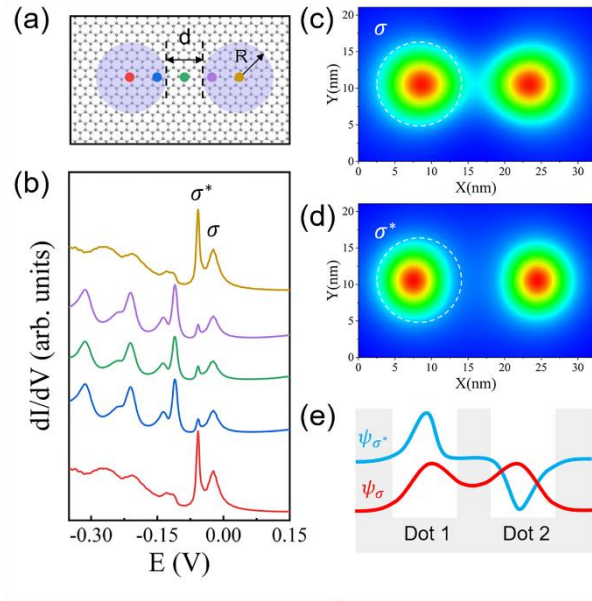 (a)
d
R
(b)
σ*
σ
dI/dV (arb. units)
-0.30
-0.15
0.00
0.15
E (V)
(c)
σ
Y(nm)
20
15
10
5
0
0
5
10
15
20
25
30
X(nm)
(d)
σ*
Y(nm)
20
15
10
5
0
0
5
10
15
20
25
30
X(nm)
(e)
ψσ*
ψσ
Dot 1
Dot 2